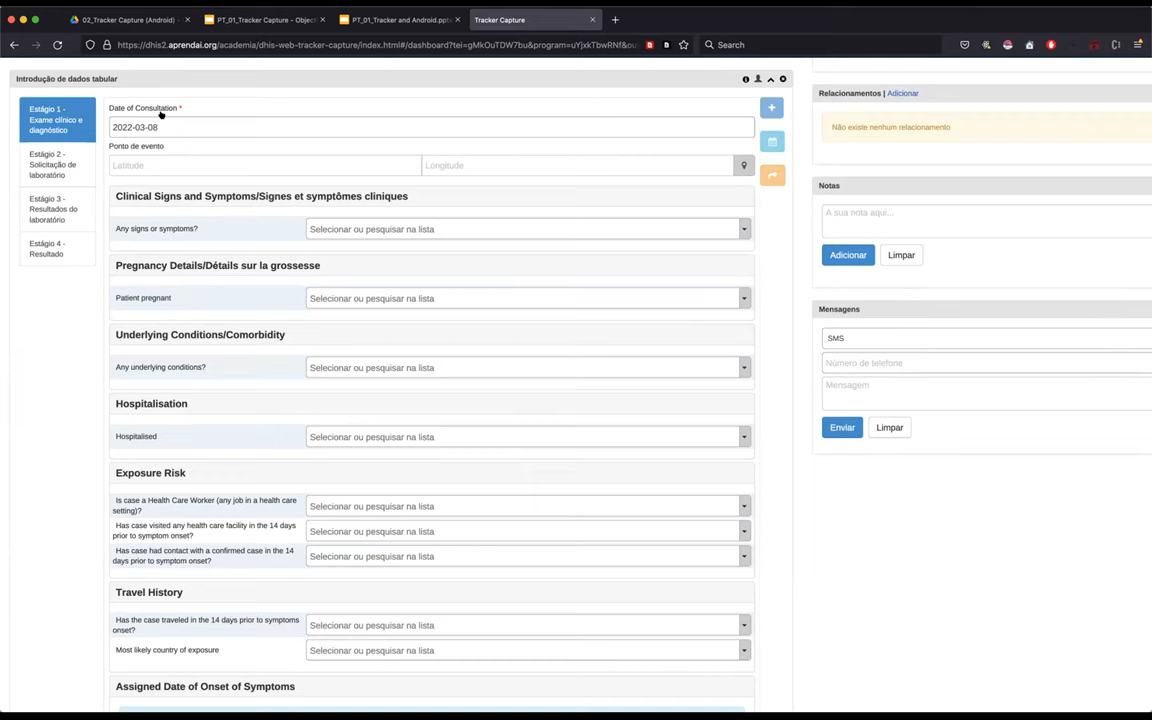 02_Tracker Capture (Android)
PT_01_Tracker Capture - Object
PT_01_Tracker and Android.pptx
Tracker Capture
https://dhis2.aprendai.org/academia/dhis-web-tracker-capture/index.html#/dashboard?tei=gMkOuTDW7bu&program=uYjxkTbwRNf&ou
Search
Introdução de dados tabular
Estágio 1 -
Exame clínico e
diagnóstico
Estágio 2 -
Solicitação de
laboratório
Estágio 3 -
Resultados do
laboratório
Estágio 4 -
Resultado
Date of Consultation *
2022-03-08
Ponto de evento
Latitude
Longitude
Clinical Signs and Symptoms/Signes et symptômes cliniques
Any signs or symptoms?
Selecionar ou pesquisar na lista
Pregnancy Details/Détails sur la grossesse
Patient pregnant
Selecionar ou pesquisar na lista
Underlying Conditions/Comorbidity
Any underlying conditions?
Selecionar ou pesquisar na lista
Hospitalisation
Hospitalised
Selecionar ou pesquisar na lista
Exposure Risk
Is case a Health Care Worker (any job in a health care
setting)?
Selecionar ou pesquisar na lista
Has case visited any health care facility in the 14 days
prior to symptom onset?
Selecionar ou pesquisar na lista
Has case had contact with a confirmed case in the 14
days prior to symptom onset?
Selecionar ou pesquisar na lista
Travel History
Has the case traveled in the 14 days prior to symptoms
onset?
Selecionar ou pesquisar na lista
Most likely country of exposure
Selecionar ou pesquisar na lista
Assigned Date of Onset of Symptoms
Relacionamentos | Adicionar
Não existe nenhum relacionamento
Notas
A sua nota aqui...
Adicionar
Limpar
Mensagens
SMS
Número de telefone
Mensagem
Enviar
Limpar